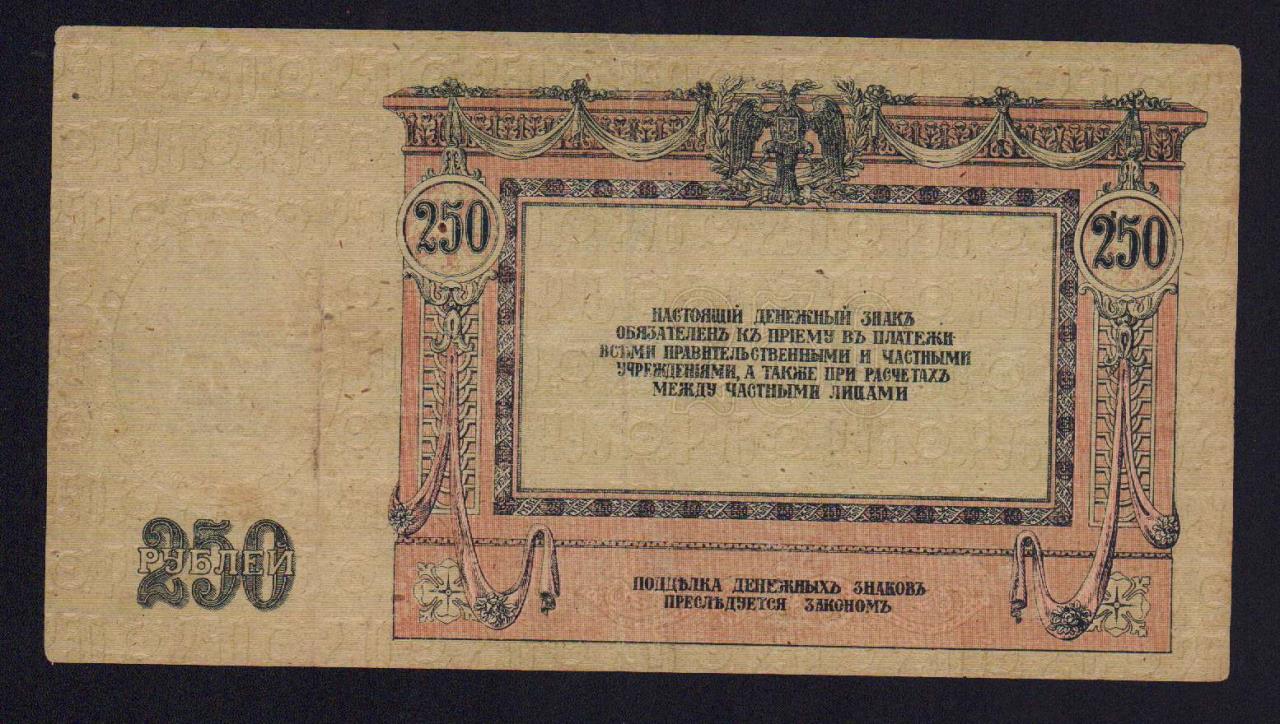 250
250
НАСТОЯЩІЙ ДЕНЕЖНЫЙ ЗНАКЪ
ОБЯЗАТЕЛЕНЪ КЪ ПРІЕМУ ВЪ ПЛАТЕЖИ
ВСѢМИ ПРАВИТЕЛЬСТВЕННЫМИ И ЧАСТНЫМИ
УЧРЕЖДЕНІЯМИ, А ТАКЖЕ ПРИ РАСЧЕТАХЪ
МЕЖДУ ЧАСТНЫМИ ЛИЦАМИ
250
РУБЛЕЙ
ПОДДѢЛКА ДЕНЕЖНЫХЪ ЗНАКОВЪ
ПРЕСЛѢДУЕТСЯ ЗАКОНОМЪ